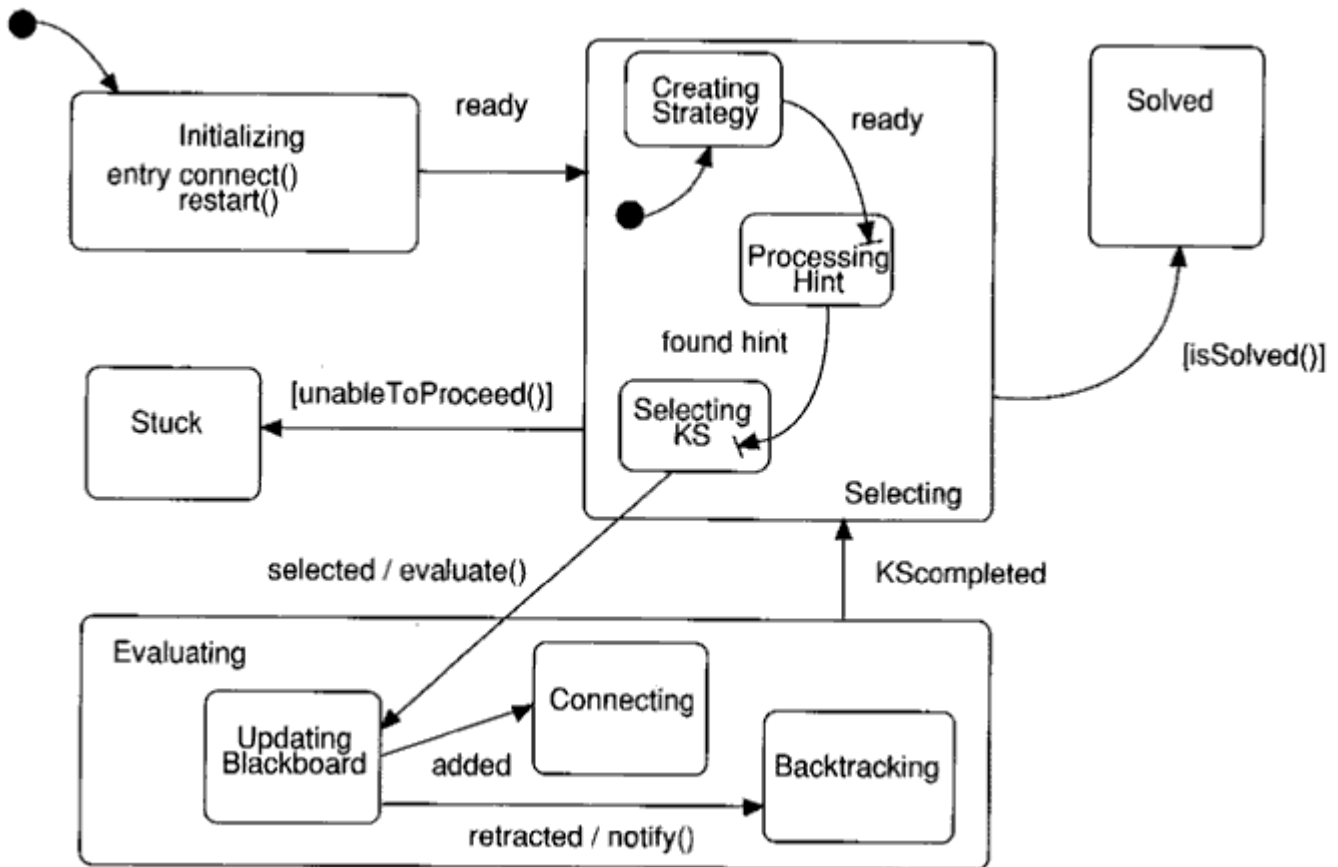 Creating
Strategy
Solved
ready
ready
Initializing
entry connect()
restart()
Processing
Hint
found hint
[isSolved()]
[unableToProceed()]
Stuck
Selecting
KS
Selecting
selected / evaluate()
KScompleted
Evaluating
Connecting
Updating
Blackboard
added
Backtracking
retracted / notify()